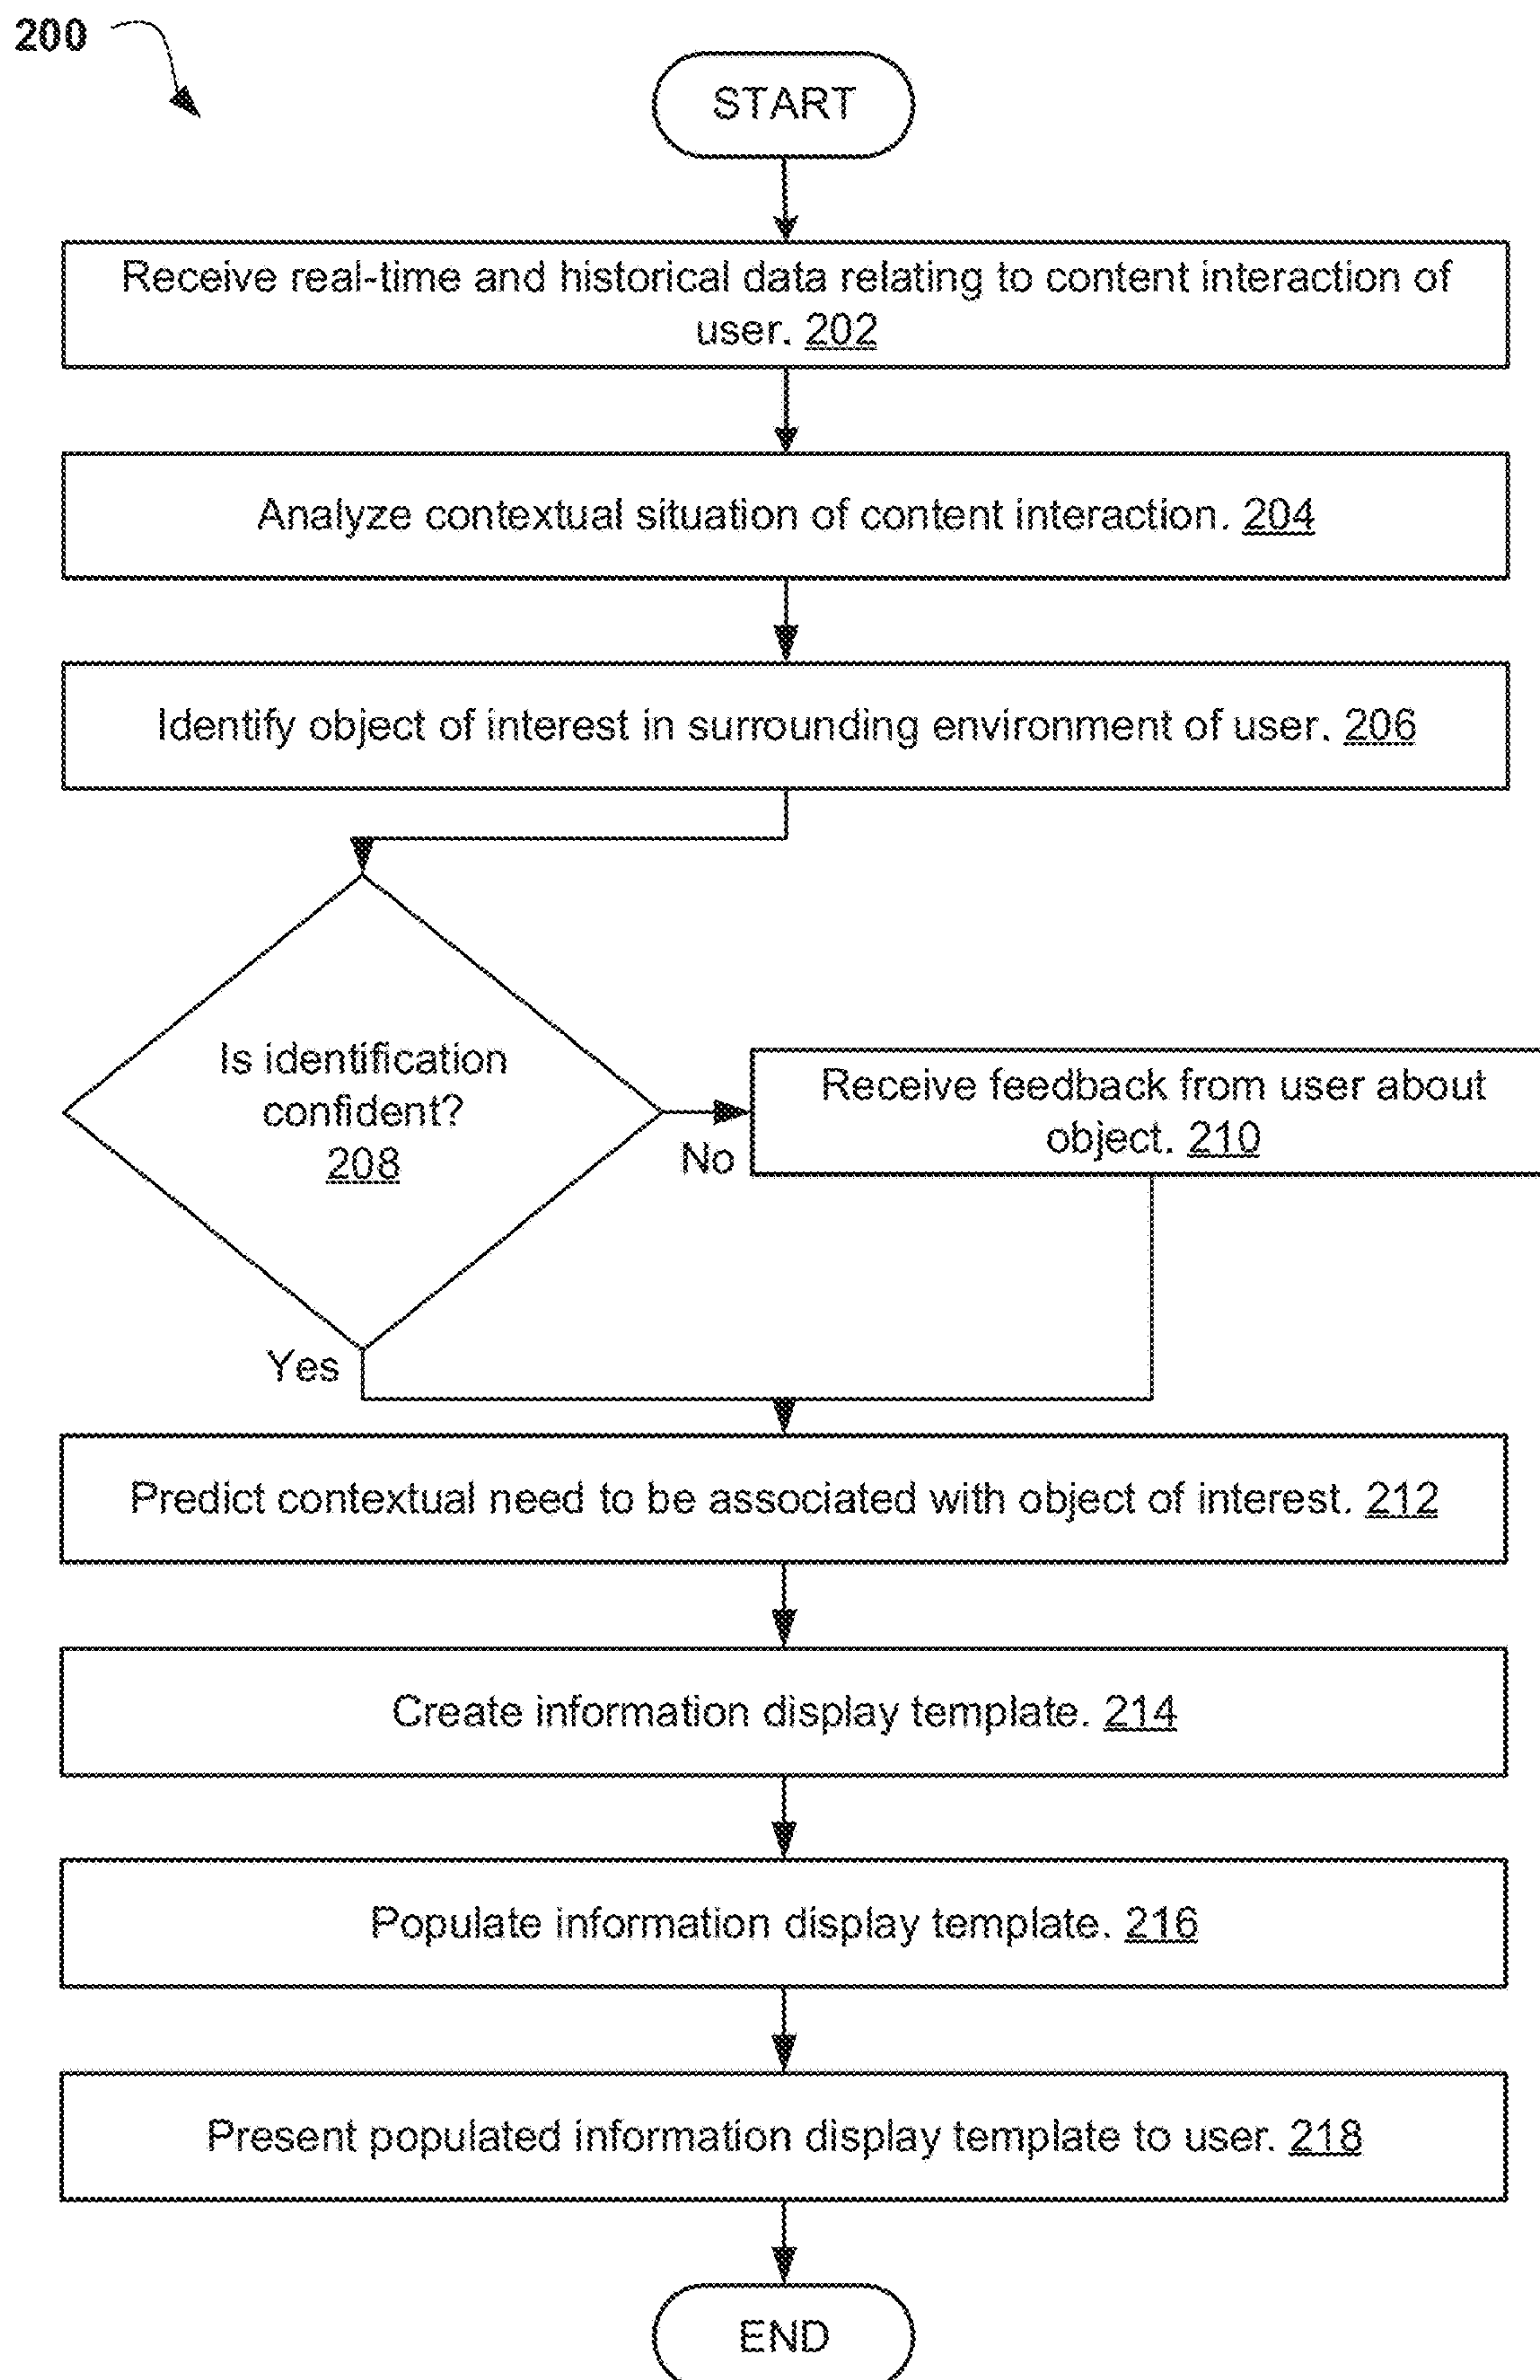 200
START
Receive real-time and historical data relating to content interaction of
user. 202
Analyze contextual situation of content interaction. 204
Identify object of interest in surrounding environment of user. 206
Is identification
confident?
208
No
Receive feedback from user about
object. 210
Yes
Predict contextual need to be associated with object of interest. 212
Create information display template. 214
Populate information display template. 216
Present populated information display template to user. 218
END